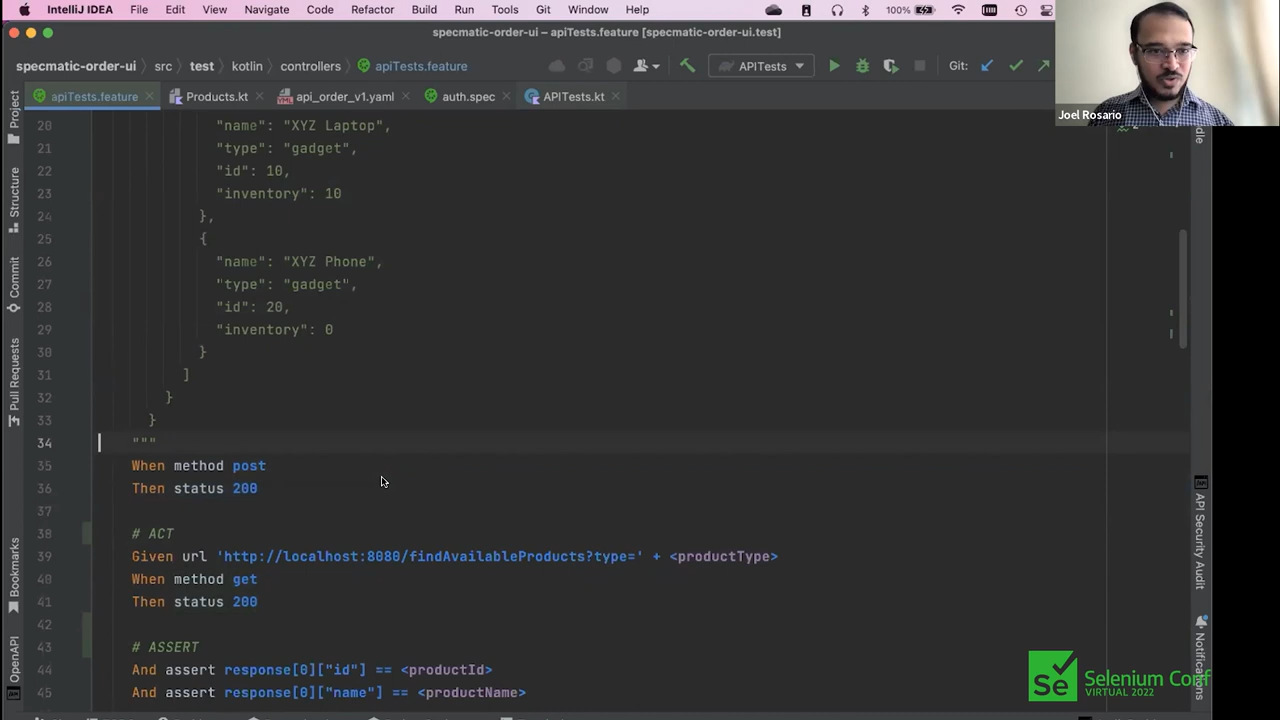 IntelliJ IDEA File Edit View Navigate Code Refactor Build Run Tools Git Window Help 100%
specmatic-order-ui – apiTests.feature [specmatic-order-ui.test]
specmatic-order-ui src test kotlin controllers apiTests.feature APITests Git:
apiTests.feature Products.kt api_order_v1.yaml auth.spec APITests.kt
Joel Rosario
Project
Structure
Commit
Pull Requests
Bookmarks
OpenAPI
20 "name": "XYZ Laptop",
21 "type": "gadget",
22 "id": 10,
23 "inventory": 10
24 },
25 {
26 "name": "XYZ Phone",
27 "type": "gadget",
28 "id": 20,
29 "inventory": 0
30 }
31 ]
32 }
33 }
34 """
35 When method post
36 Then status 200
37
38 # ACT
39 Given url 'http://localhost:8080/findAvailableProducts?type=' + <productType>
40 When method get
41 Then status 200
42
43 # ASSERT
44 And assert response[0]["id"] == <productId>
45 And assert response[0]["name"] == <productName>
API Security Audit
Notifications
Se
Selenium Conf
VIRTUAL 2022